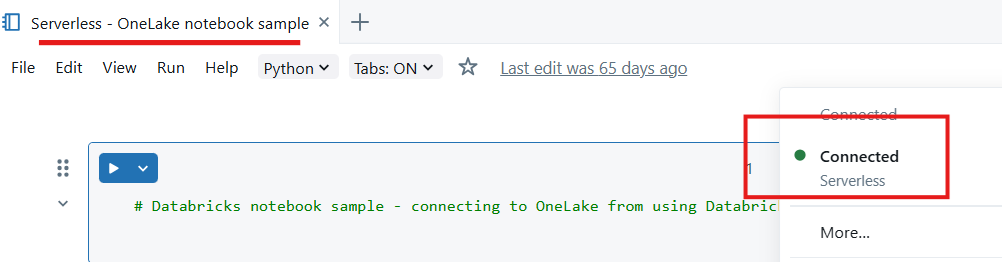 Serverless - OneLake notebook sample
File Edit View Run Help Python Tabs: ON Last edit was 65 days ago
Connected
Connected
1
Serverless
# Databricks notebook sample - connecting to OneLake from using Databric
More...